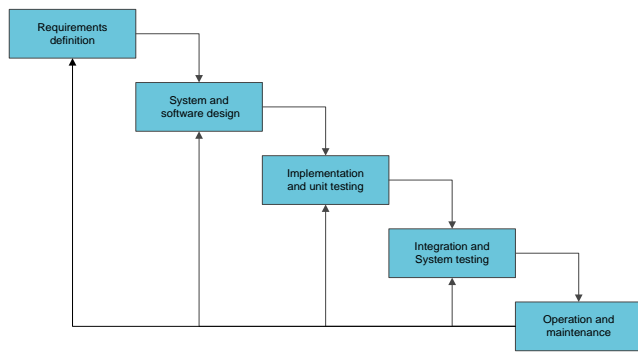 Requirements
definition
System and
software design
Implementation
and unit testing
Integration and
System testing
Operation and
maintenance